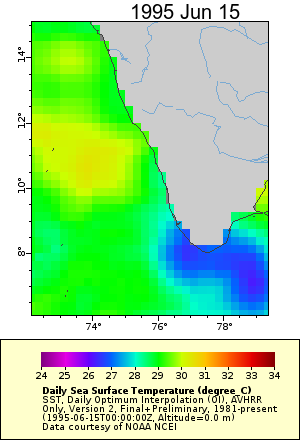 1995 Jun 15
14°
12°
10°
8°
74° 76° 78°
24 25 26 27 28 29 30 31 32 33 34
Daily Sea Surface Temperature (degree_C)
SST, Daily Optimum Interpolation (OI), AVHRR
Only, Version 2, Final+Preliminary, 1981-present
(1995-06-15T00:00:00Z, Altitude=0.0 m)
Data courtesy of NOAA NCEI